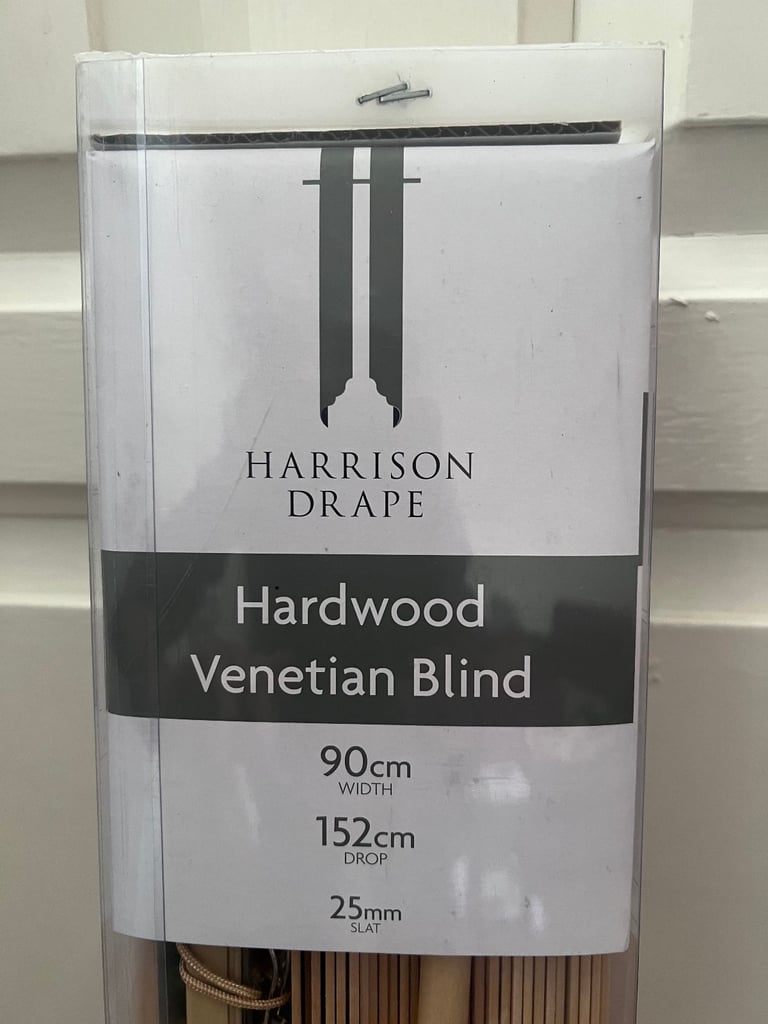 HARRISON
DRAPE
Hardwood
Venetian Blind
90cm
WIDTH
152cm
DROP
25mm
SLAT